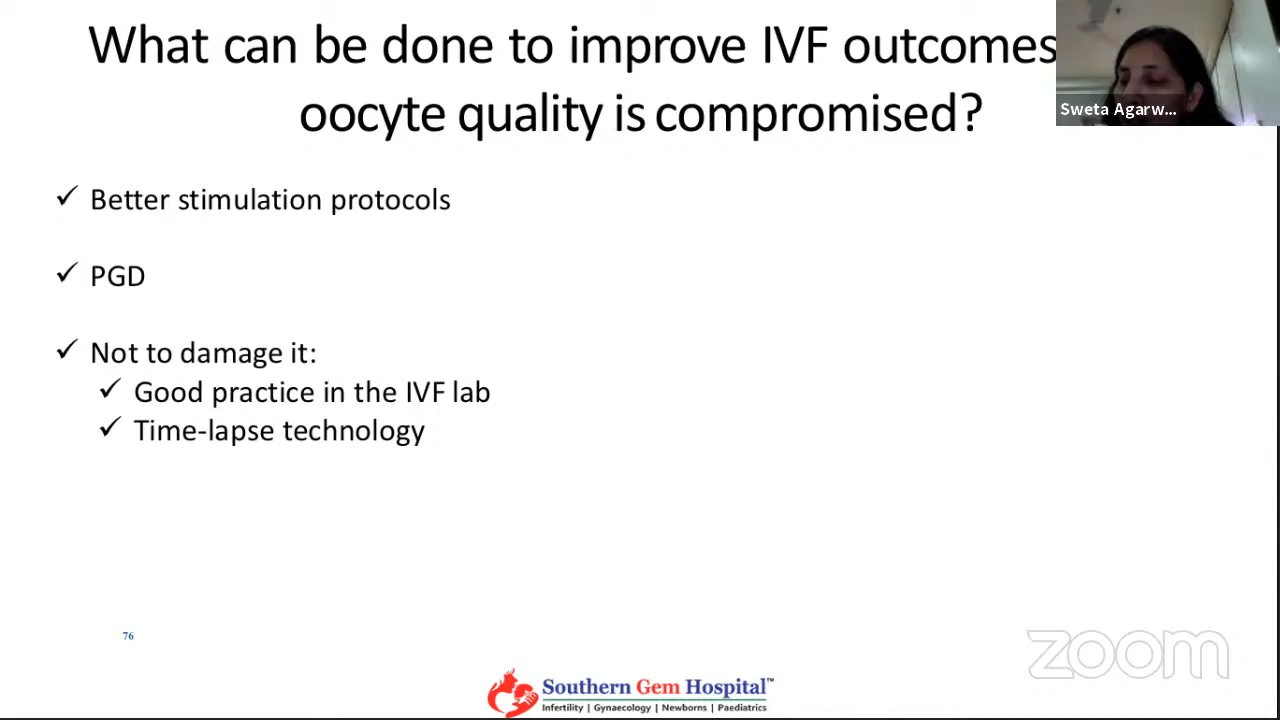 What can be done to improve IVF outcomes
oocyte quality is compromised?
Sweta Agarw...
✓ Better stimulation protocols
✓ PGD
✓ Not to damage it:
✓ Good practice in the IVF lab
✓ Time-lapse technology
76
zoom
Southern Gem Hospital™
Infertility | Gynaecology | Newborns | Paediatrics